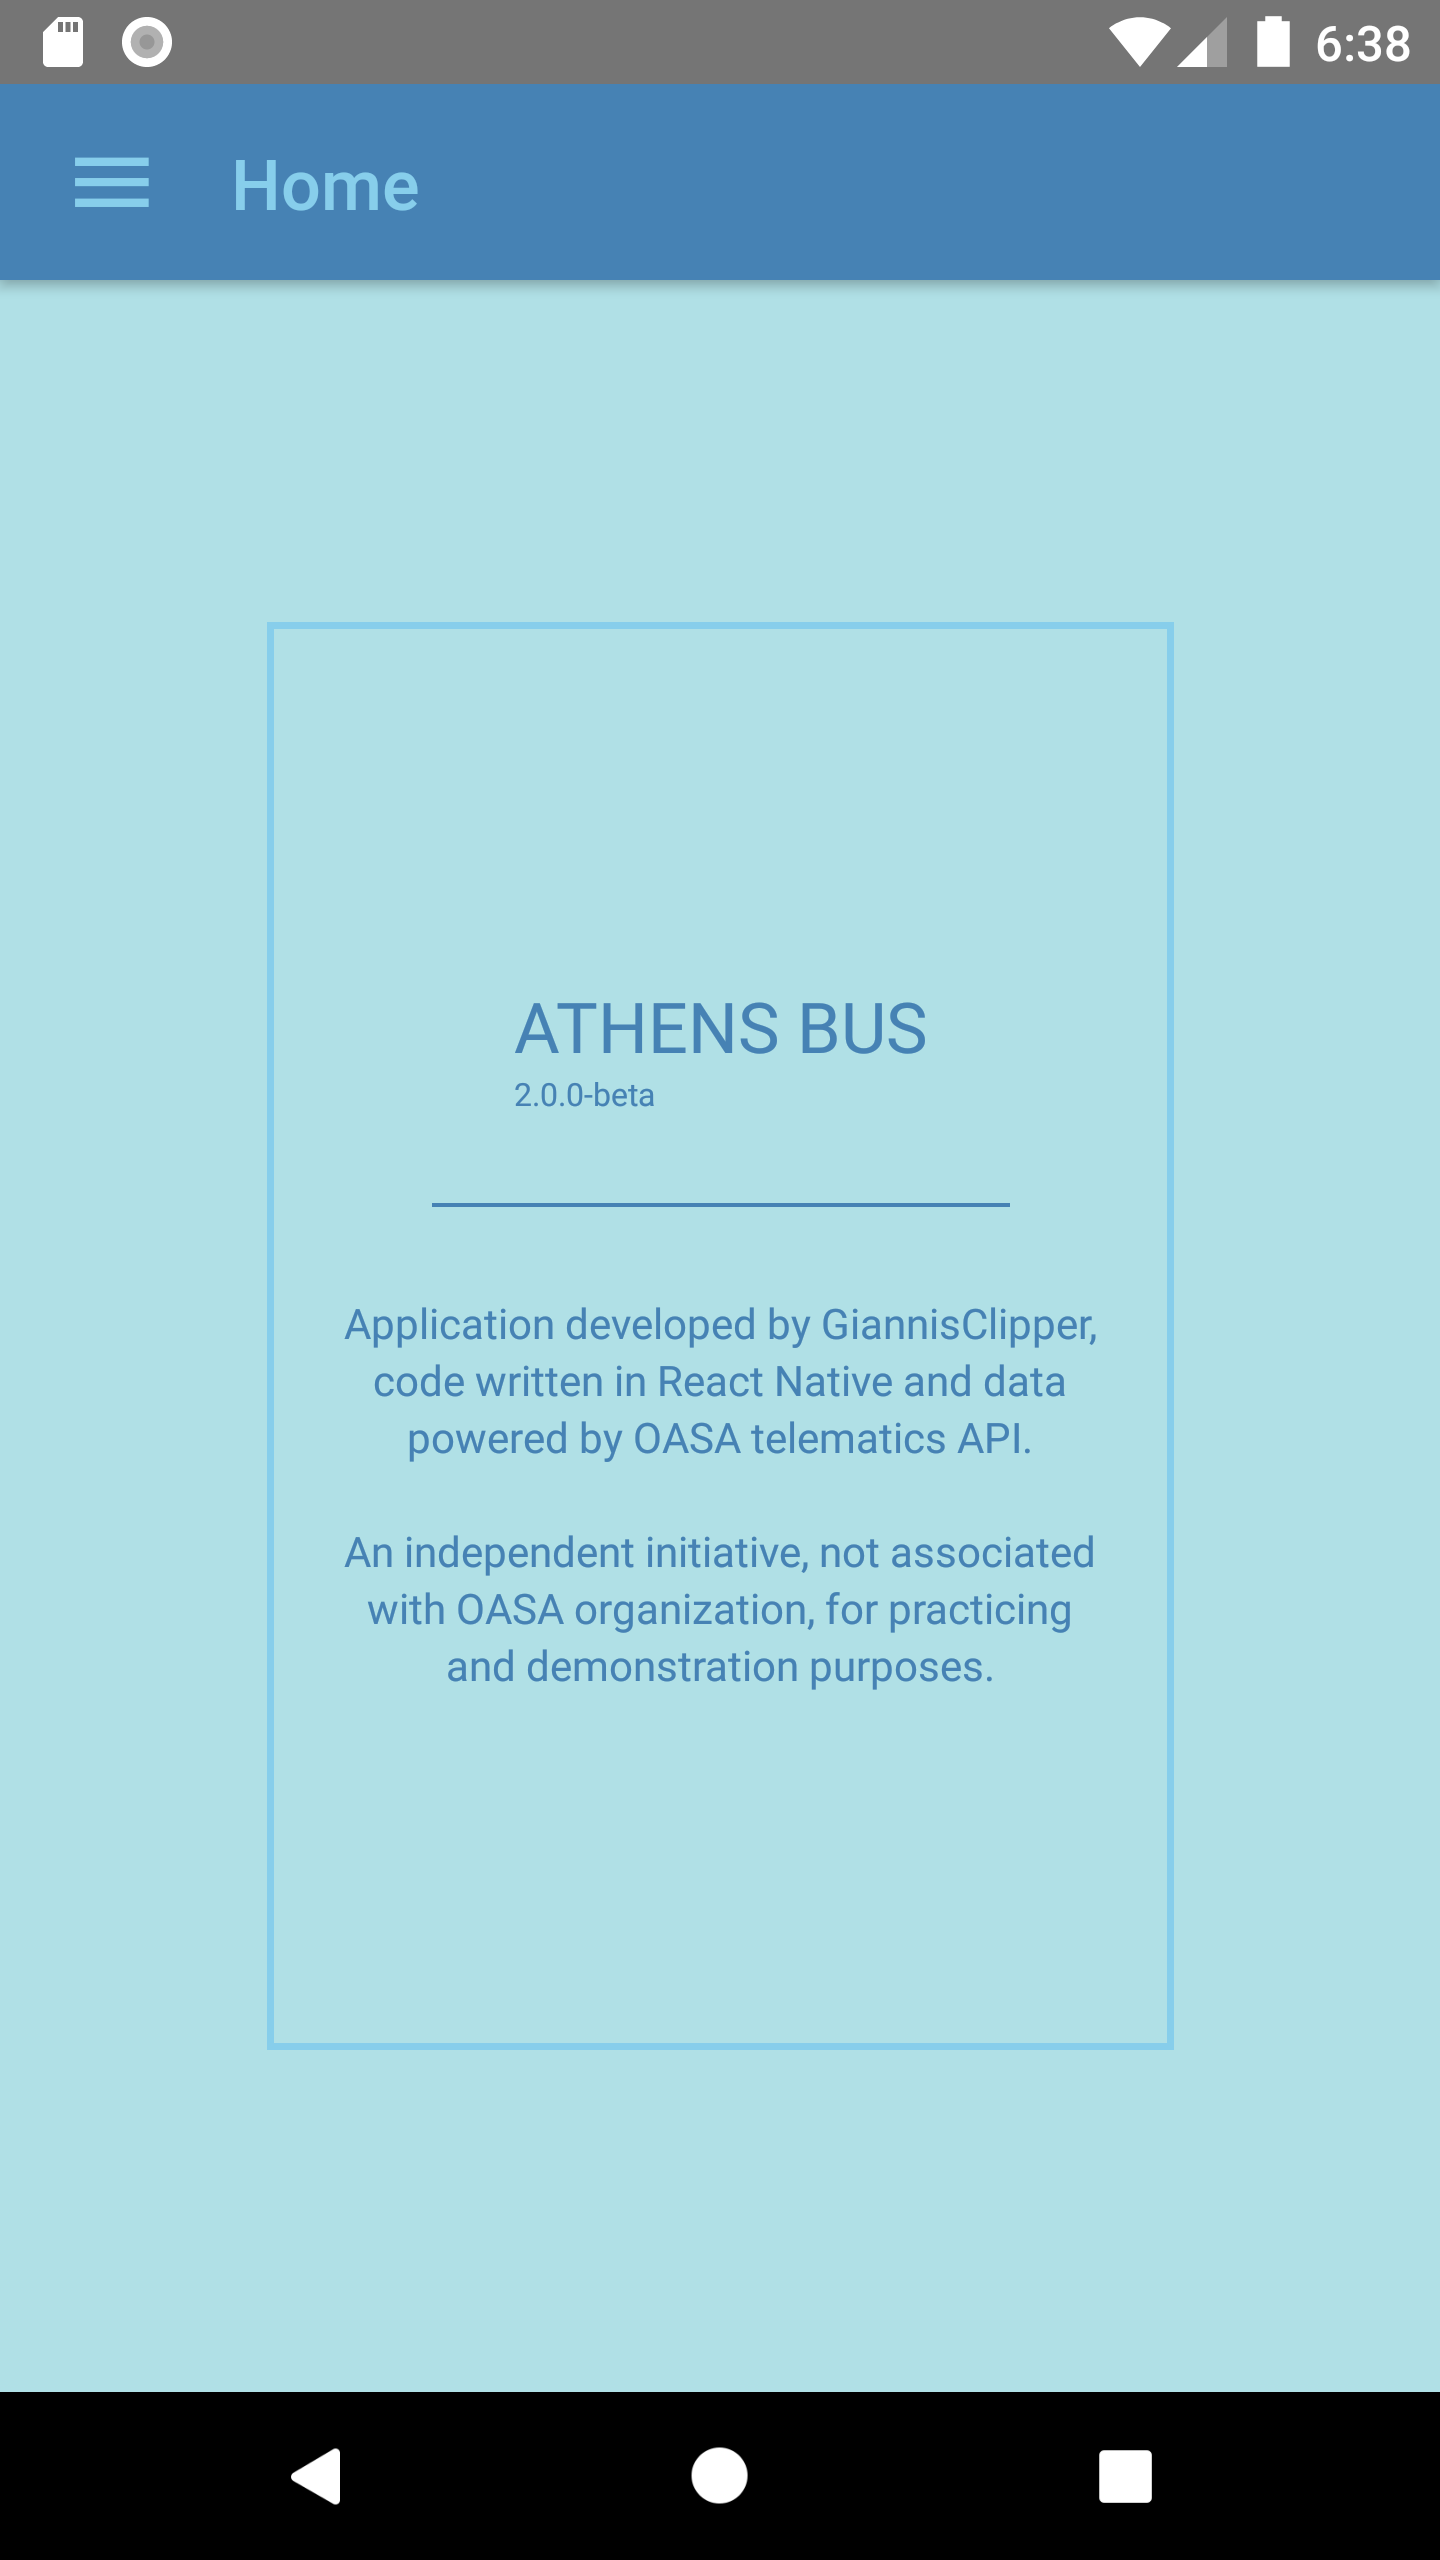 6:38
Home
ATHENS BUS
2.0.0-beta
Application developed by GiannisClipper,
code written in React Native and data
powered by OASA telematics API.
An independent initiative, not associated
with OASA organization, for practicing
and demonstration purposes.